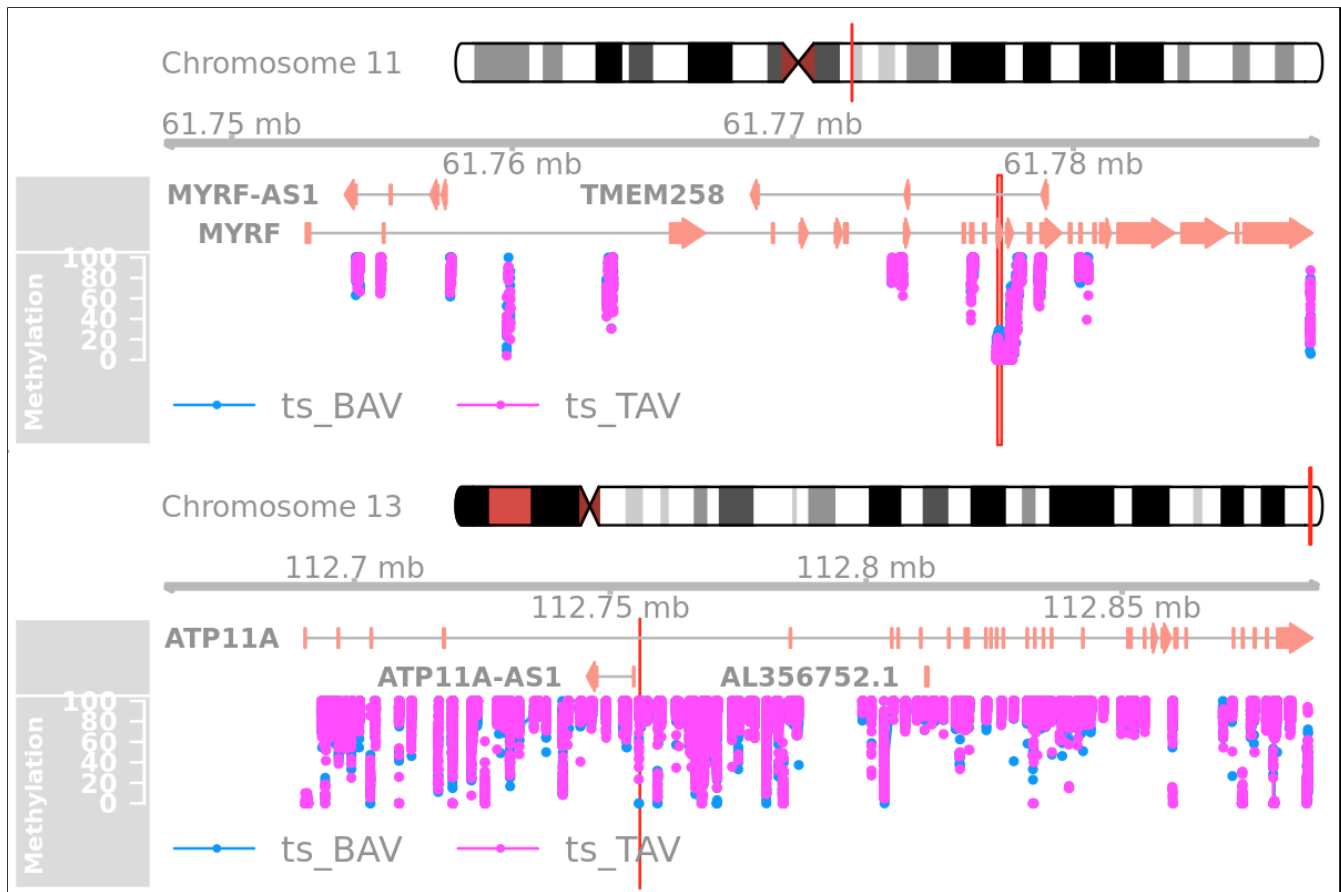 Chromosome 11
61.75 mb
61.77 mb
61.76 mb
61.78 mb
MYRF-AS1
TMEM258
MYRF
Methylation
100
80
60
40
20
0
ts_BAV
ts_TAV
Chromosome 13
112.7 mb
112.8 mb
112.75 mb
112.85 mb
ATP11A
ATP11A-AS1
AL356752.1
Methylation
100
80
60
40
20
0
ts_BAV
ts_TAV